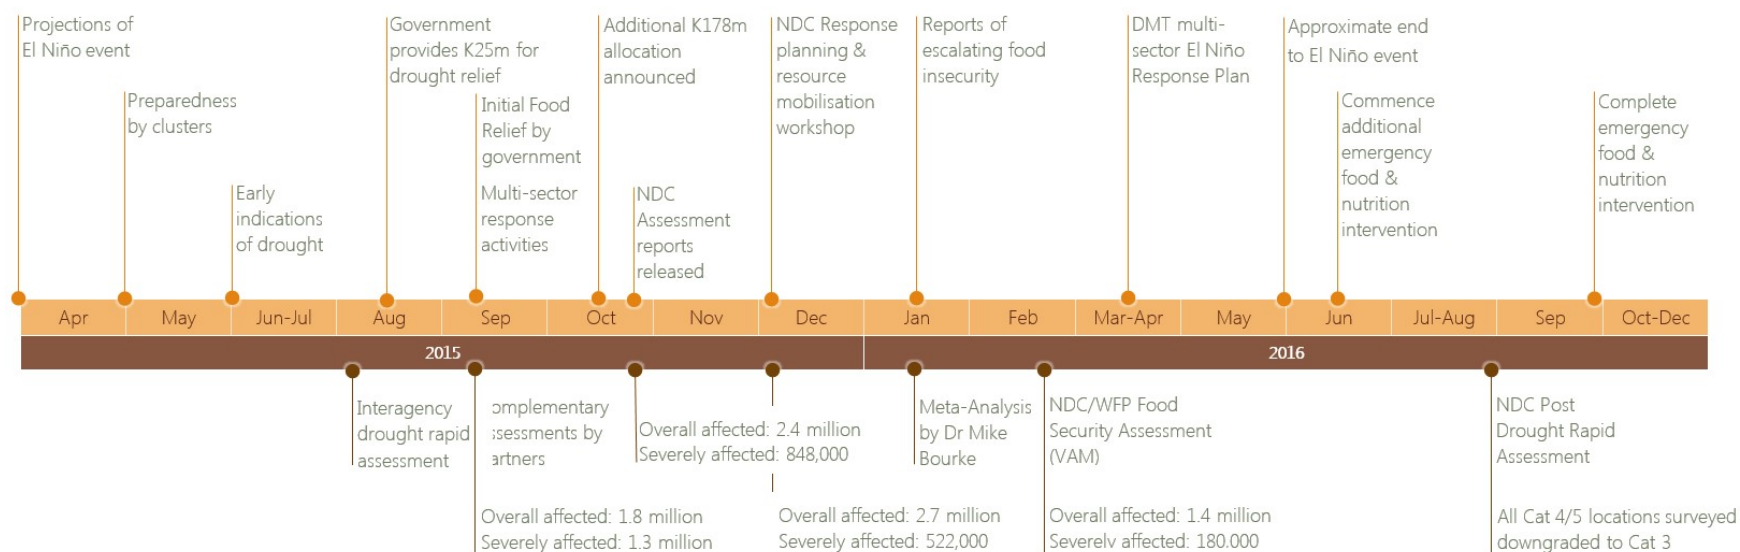 Projections of
El Niño event
Preparedness
by clusters
Early
indications
of drought
Government
provides K25m for
drought relief
Initial Food
Relief by
government
Multi-sector
response
activities
Additional K178m
allocation
announced
NDC
Assessment
reports
released
NDC Response
planning &
resource
mobilisation
workshop
Reports of
escalating food
insecurity
DMT multi-
sector El Niño
Response Plan
Approximate end
to El Niño event
Commence
additional
emergency
food &
nutrition
intervention
Complete
emergency
food &
nutrition
intervention
Apr May Jun-Jul Aug Sep Oct Nov Dec Jan Feb Mar-Apr May Jun Jul-Aug Sep Oct-Dec
2015 2016
Interagency
drought rapid
assessment
omplementary
ssessments by
artners
Overall affected: 1.8 million
Severely affected: 1.3 million
Overall affected: 2.4 million
Severely affected: 848,000
Overall affected: 2.7 million
Severely affected: 522,000
Meta-Analysis
by Dr Mike
Bourke
NDC/WFP Food
Security Assessment
(VAM)
Overall affected: 1.4 million
Severely affected: 180,000
NDC Post
Drought Rapid
Assessment
All Cat 4/5 locations surveyed
downgraded to Cat 3